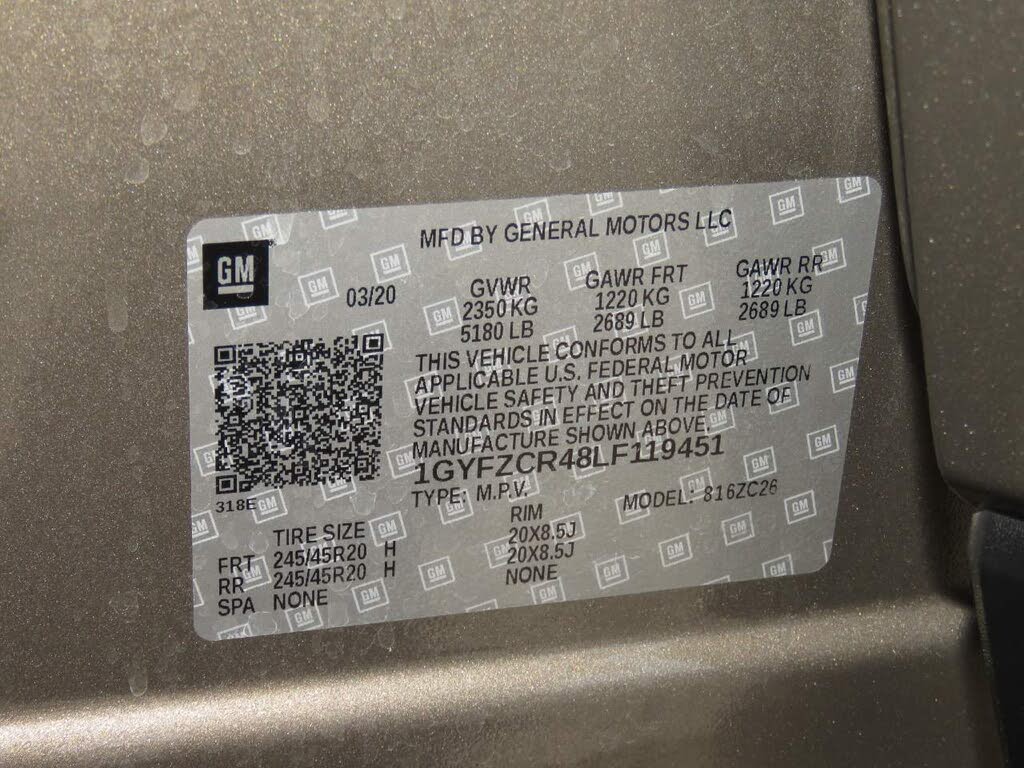 MFD BY GENERAL MOTORS LLC
GM
03/20
GVWR GAWR FRT GAWR RR
2350 KG 1220 KG 1220 KG
5180 LB 2689 LB 2689 LB
THIS VEHICLE CONFORMS TO ALL
APPLICABLE U.S. FEDERAL MOTOR
VEHICLE SAFETY AND THEFT PREVENTION
STANDARDS IN EFFECT ON THE DATE OF
MANUFACTURE SHOWN ABOVE.
1GYFZCR48LF119451
318E
TYPE: M.P.V. MODEL: 816ZC26
TIRE SIZE RIM
FRT 245/45R20 H 20X8.5J
RR 245/45R20 H 20X8.5J
SPA NONE NONE